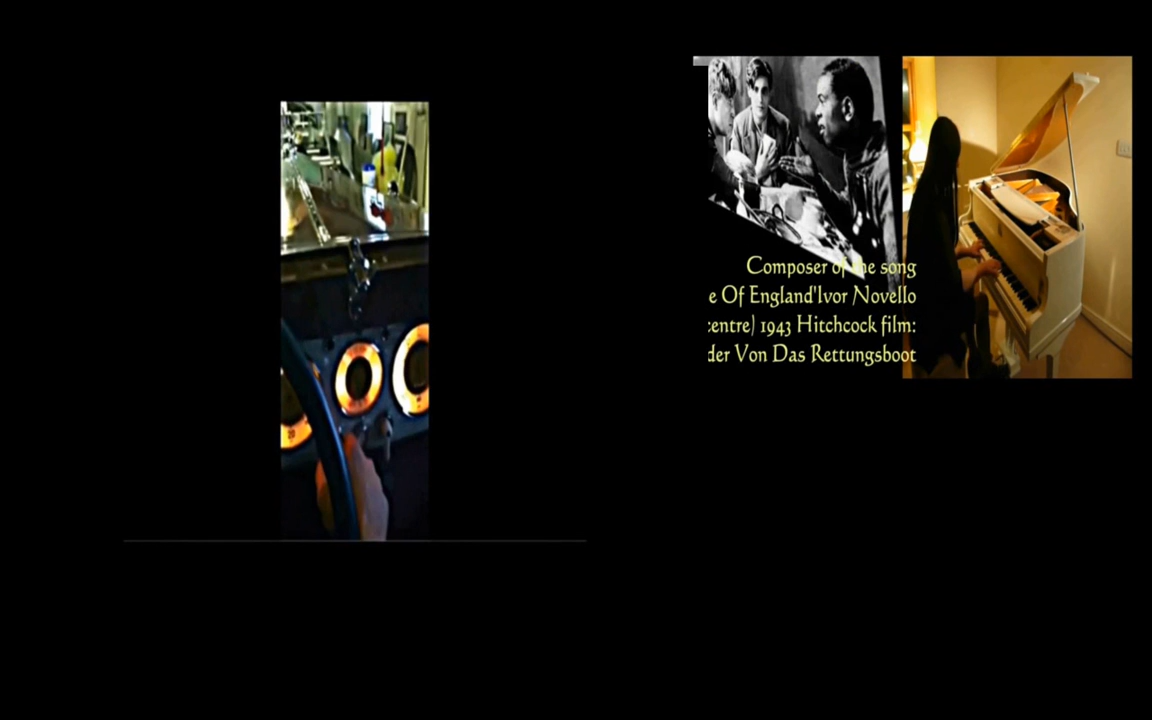 Composer of the song
e Of England'Ivor Novello
centre) 1943 Hitchcock film:
der Von Das Rettungsboot